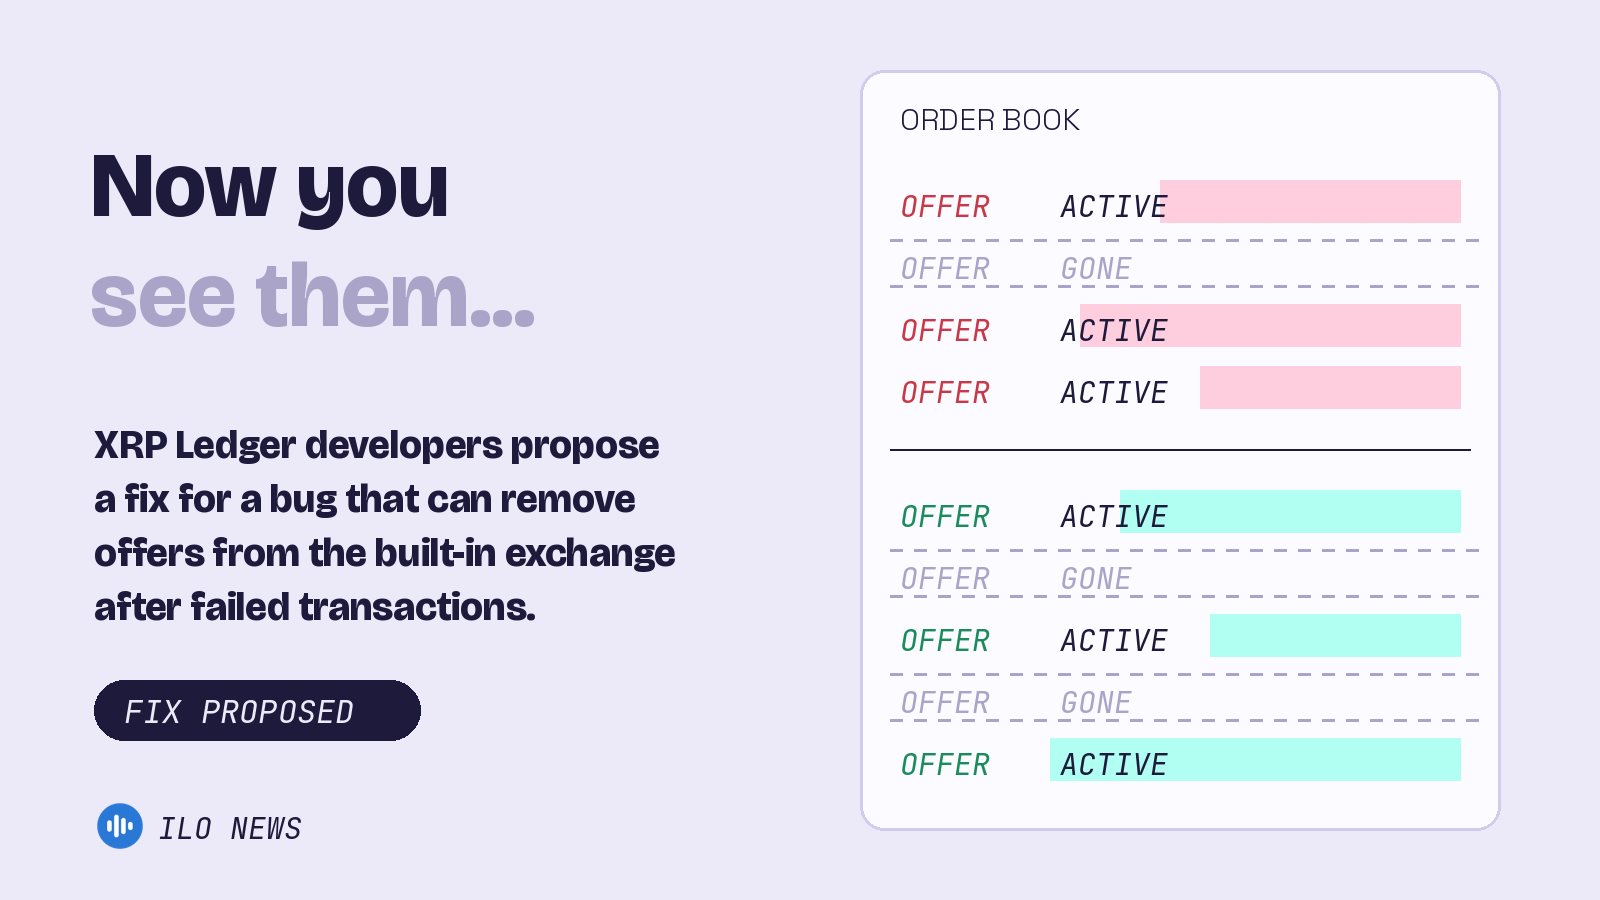 Now you
see them...
XRP Ledger developers propose
a fix for a bug that can remove
offers from the built-in exchange
after failed transactions.
FIX PROPOSED
ILO NEWS
ORDER BOOK
OFFER ACTIVE
OFFER GONE
OFFER ACTIVE
OFFER ACTIVE
OFFER ACTIVE
OFFER GONE
OFFER ACTIVE
OFFER GONE
OFFER ACTIVE